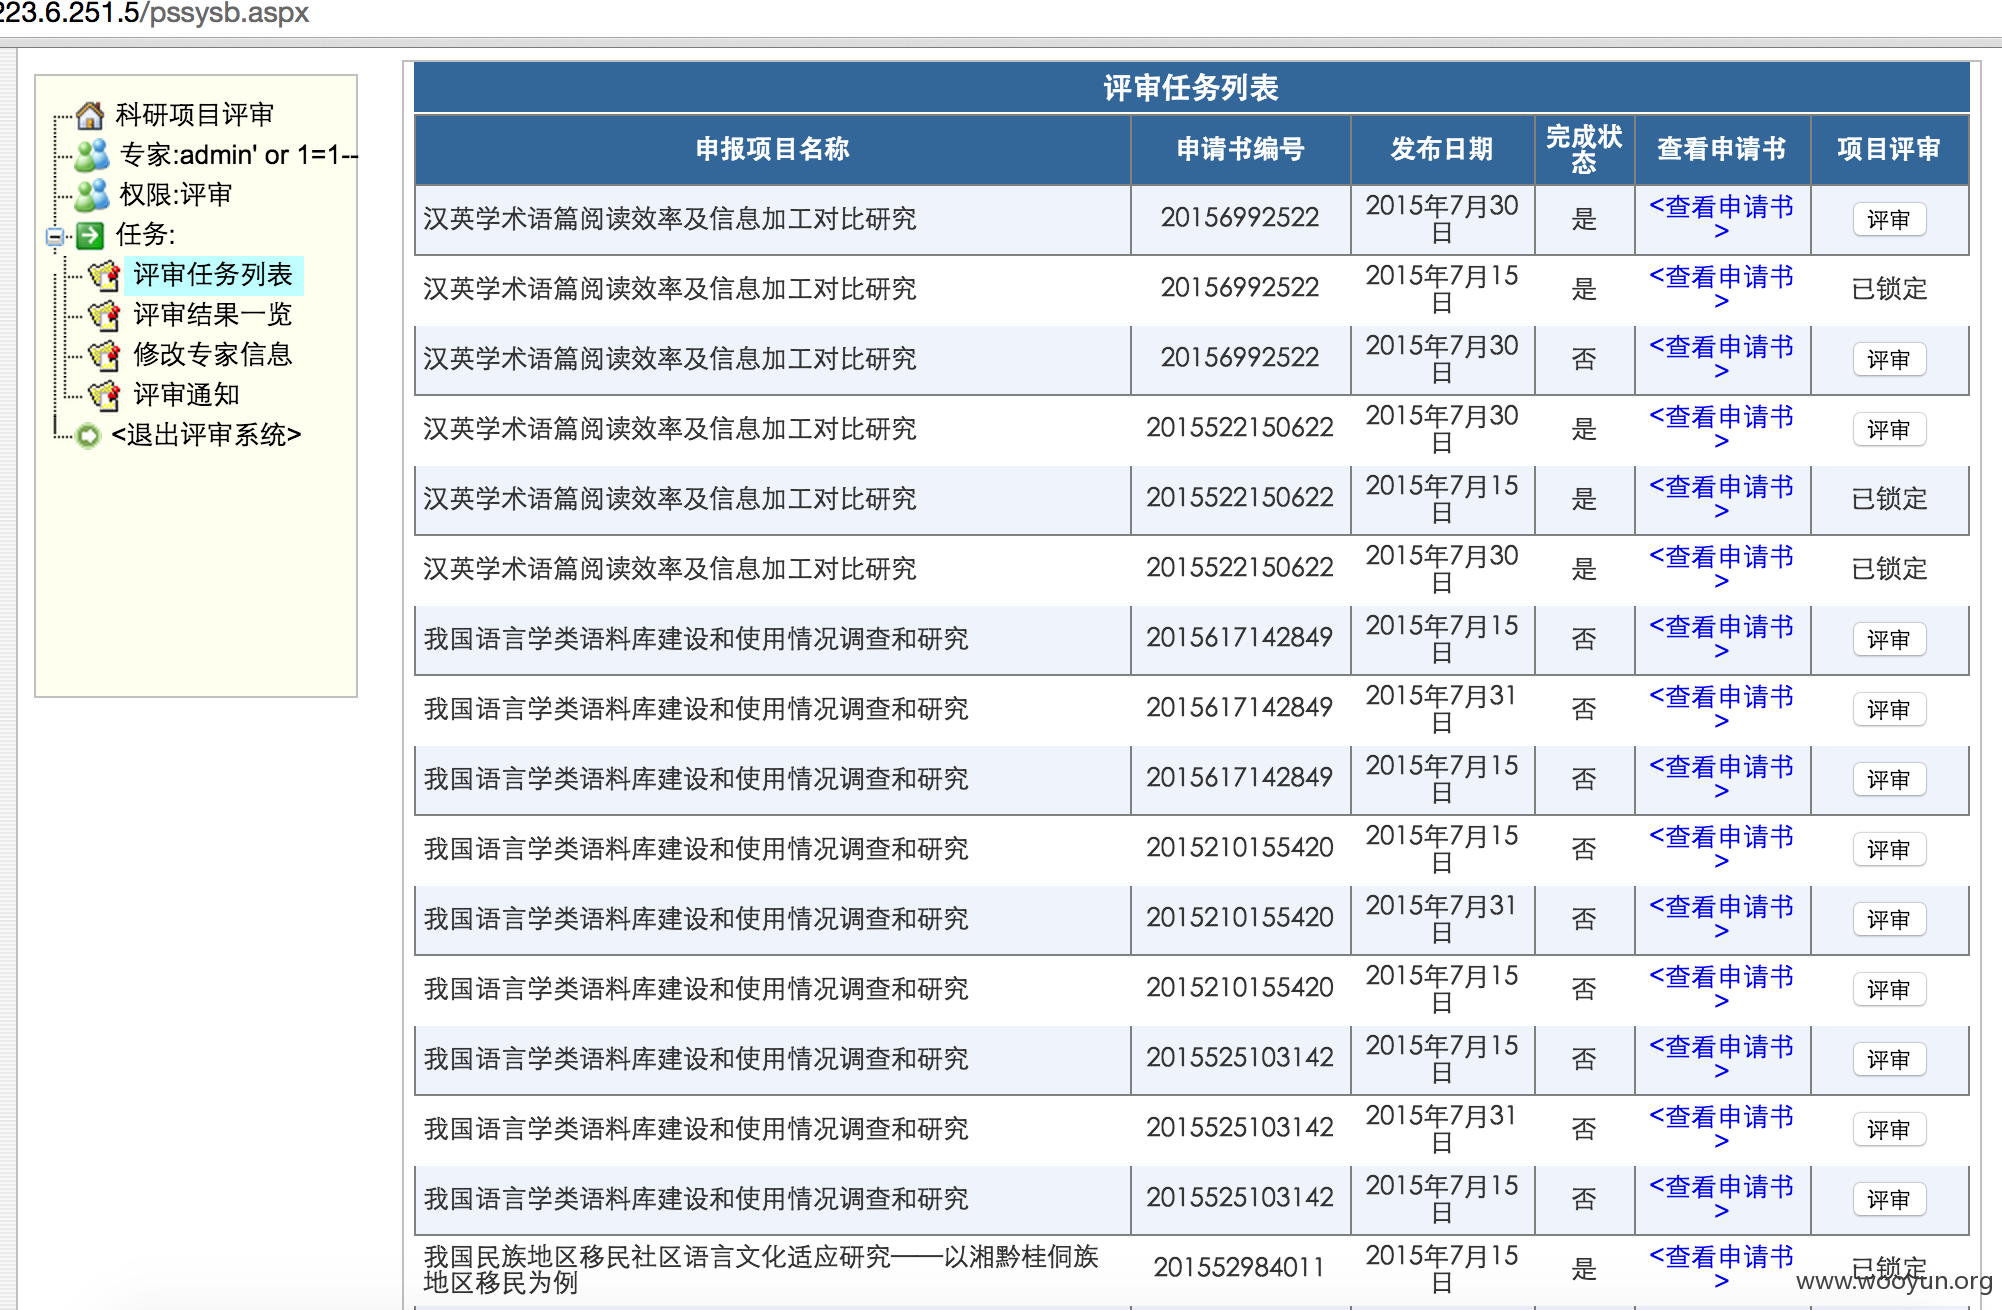 223.6.251.5/pssysb.aspx
科研项目评审
专家:admin' or 1=1--
权限:评审
任务:
评审任务列表
评审结果一览
修改专家信息
评审通知
<退出评审系统>
评审任务列表
申报项目名称 申请书编号 发布日期 完成状态 查看申请书 项目评审
汉英学术语篇阅读效率及信息加工对比研究 20156992522 2015年7月30日 是 <查看申请书> 评审
汉英学术语篇阅读效率及信息加工对比研究 20156992522 2015年7月15日 是 <查看申请书> 已锁定
汉英学术语篇阅读效率及信息加工对比研究 20156992522 2015年7月30日 否 <查看申请书> 评审
汉英学术语篇阅读效率及信息加工对比研究 2015522150622 2015年7月30日 是 <查看申请书> 评审
汉英学术语篇阅读效率及信息加工对比研究 2015522150622 2015年7月15日 是 <查看申请书> 已锁定
汉英学术语篇阅读效率及信息加工对比研究 2015522150622 2015年7月30日 是 <查看申请书> 已锁定
我国语言学类语料库建设和使用情况调查和研究 2015617142849 2015年7月15日 否 <查看申请书> 评审
我国语言学类语料库建设和使用情况调查和研究 2015617142849 2015年7月31日 否 <查看申请书> 评审
我国语言学类语料库建设和使用情况调查和研究 2015617142849 2015年7月15日 否 <查看申请书> 评审
我国语言学类语料库建设和使用情况调查和研究 2015210155420 2015年7月15日 否 <查看申请书> 评审
我国语言学类语料库建设和使用情况调查和研究 2015210155420 2015年7月31日 否 <查看申请书> 评审
我国语言学类语料库建设和使用情况调查和研究 2015210155420 2015年7月15日 否 <查看申请书> 评审
我国语言学类语料库建设和使用情况调查和研究 2015525103142 2015年7月15日 否 <查看申请书> 评审
我国语言学类语料库建设和使用情况调查和研究 2015525103142 2015年7月31日 否 <查看申请书> 评审
我国语言学类语料库建设和使用情况调查和研究 2015525103142 2015年7月15日 否 <查看申请书> 评审
我国民族地区移民社区语言文化适应研究——以湘黔桂侗族地区移民为例 201552984011 2015年7月15日 是 <查看申请书> 已锁定
www.wooyun.org